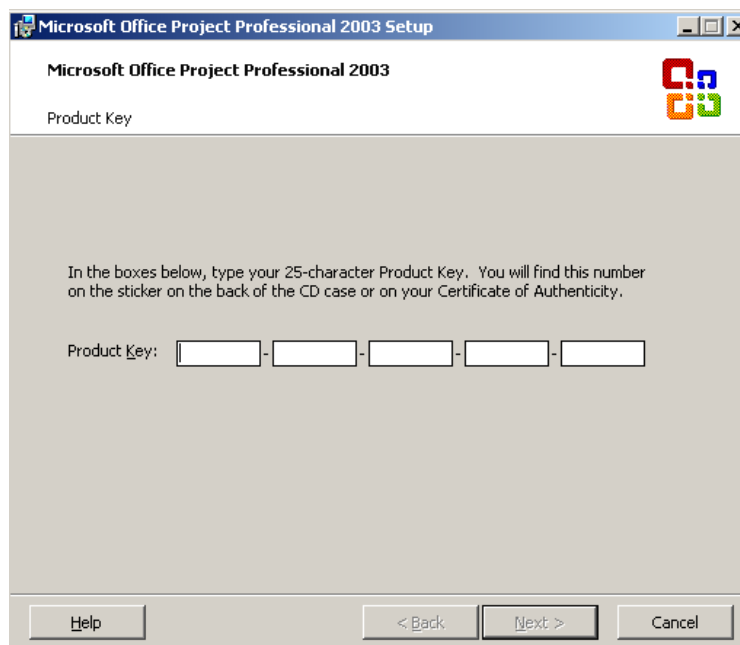 Microsoft Office Project Professional 2003 Setup
Microsoft Office Project Professional 2003
Product Key
In the boxes below, type your 25-character Product Key. You will find this number
on the sticker on the back of the CD case or on your Certificate of Authenticity.
Product Key: - - - -
Help < Back Next > Cancel